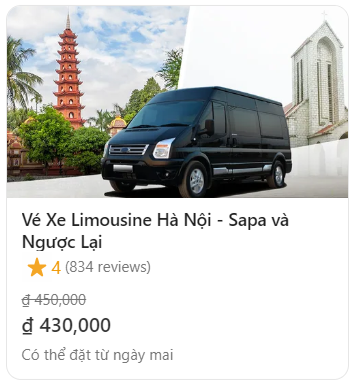 Vé Xe Limousine Hà Nội - Sapa và
Ngược Lại
4 (834 reviews)
₫ 450,000
₫ 430,000
Có thể đặt từ ngày mai